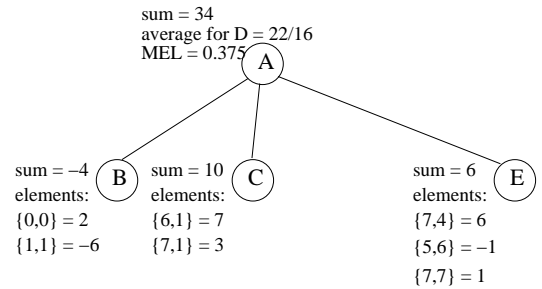 sum = 34
average for D = 22/16
MEL = 0.375
A
sum = −4
elements:
{0,0} = 2
{1,1} = −6
B
sum = 10
elements:
{6,1} = 7
{7,1} = 3
C
sum = 6
elements:
{7,4} = 6
{5,6} = −1
{7,7} = 1
E